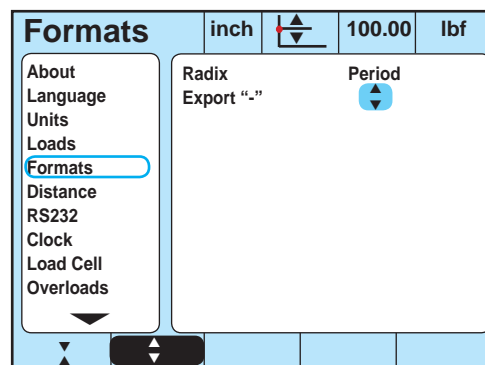 Formats inch 100.00 lbf
About
Language
Units
Loads
Formats
Distance
RS232
Clock
Load Cell
Overloads
Radix Period
Export “-”